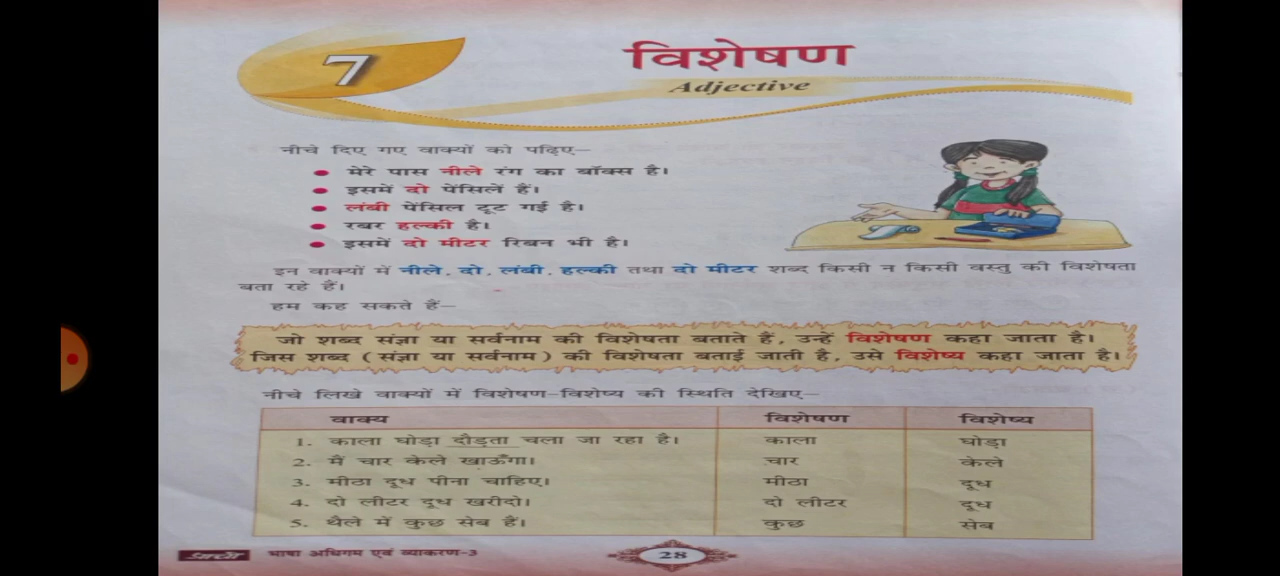 7
विशेषण
Adjective
नीचे दिए गए वाक्यों को पढ़िए–
● मेरे पास नीले रंग का बॉक्स है।
● इसमें दो पेंसिलें हैं।
● लंबी पेंसिल टूट गई है।
● रबर हल्की है।
● इसमें दो मीटर रिबन भी है।
इन वाक्यों में नीले, दो, लंबी, हल्की तथा दो मीटर शब्द किसी न किसी वस्तु की विशेषता
बता रहे हैं।
हम कह सकते हैं–
जो शब्द संज्ञा या सर्वनाम की विशेषता बताते हैं, उन्हें विशेषण कहा जाता है।
जिस शब्द (संज्ञा या सर्वनाम) की विशेषता बताई जाती है, उसे विशेष्य कहा जाता है।
नीचे लिखे वाक्यों में विशेषण-विशेष्य की स्थिति देखिए–
वाक्य विशेषण विशेष्य
1. काला घोड़ा दौड़ता चला जा रहा है। काला घोड़ा
2. मैं चार केले खाऊँगा। चार केले
3. मीठा दूध पीना चाहिए। मीठा दूध
4. दो लीटर दूध खरीदो। दो लीटर दूध
5. थैले में कुछ सेब हैं। कुछ सेब
भाषा अधिगम एवं व्याकरण-3
28